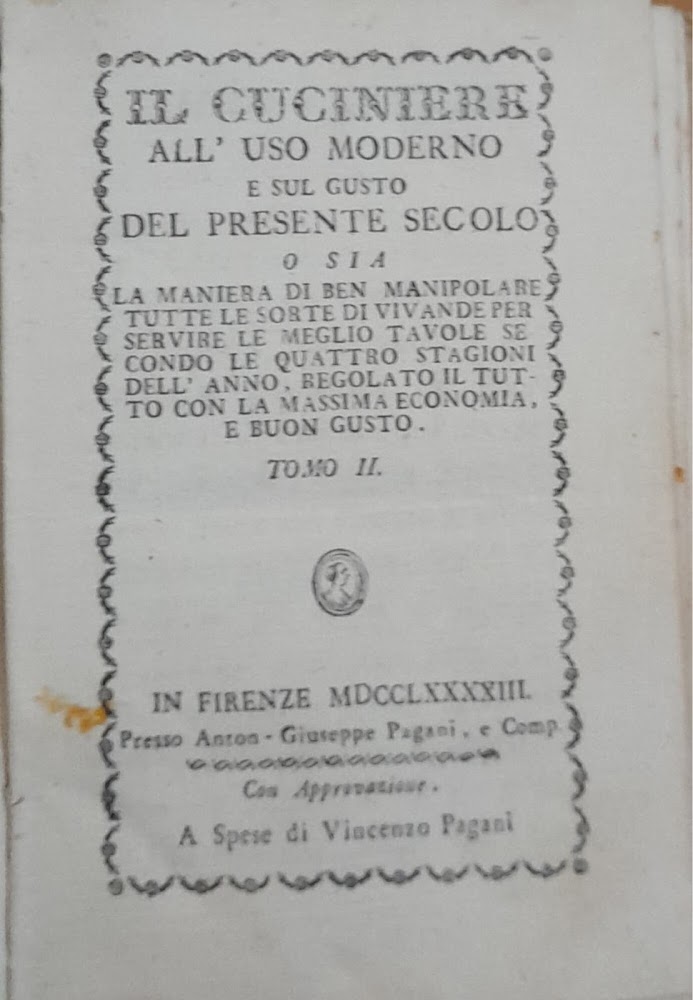 IL CUCINIERE
ALL' USO MODERNO
E SUL GUSTO
DEL PRESENTE SECOLO
O SIA
LA MANIERA DI BEN MANIPOLARE
TUTTE LE SORTE DI VIVANDE PER
SERVIRE LE MEGLIO TAVOLE SE
CONDO LE QUATTRO STAGIONI
DELL' ANNO, REGOLATO IL TUT-
TO CON LA MASSIMA ECONOMIA,
E BUON GUSTO.
TOMO II.
IN FIRENZE MDCCLXXXXIII.
Presso Anton-Giuseppe Pagani, e Comp.
Con Approvazione.
A Spese di Vincenzo Pagani